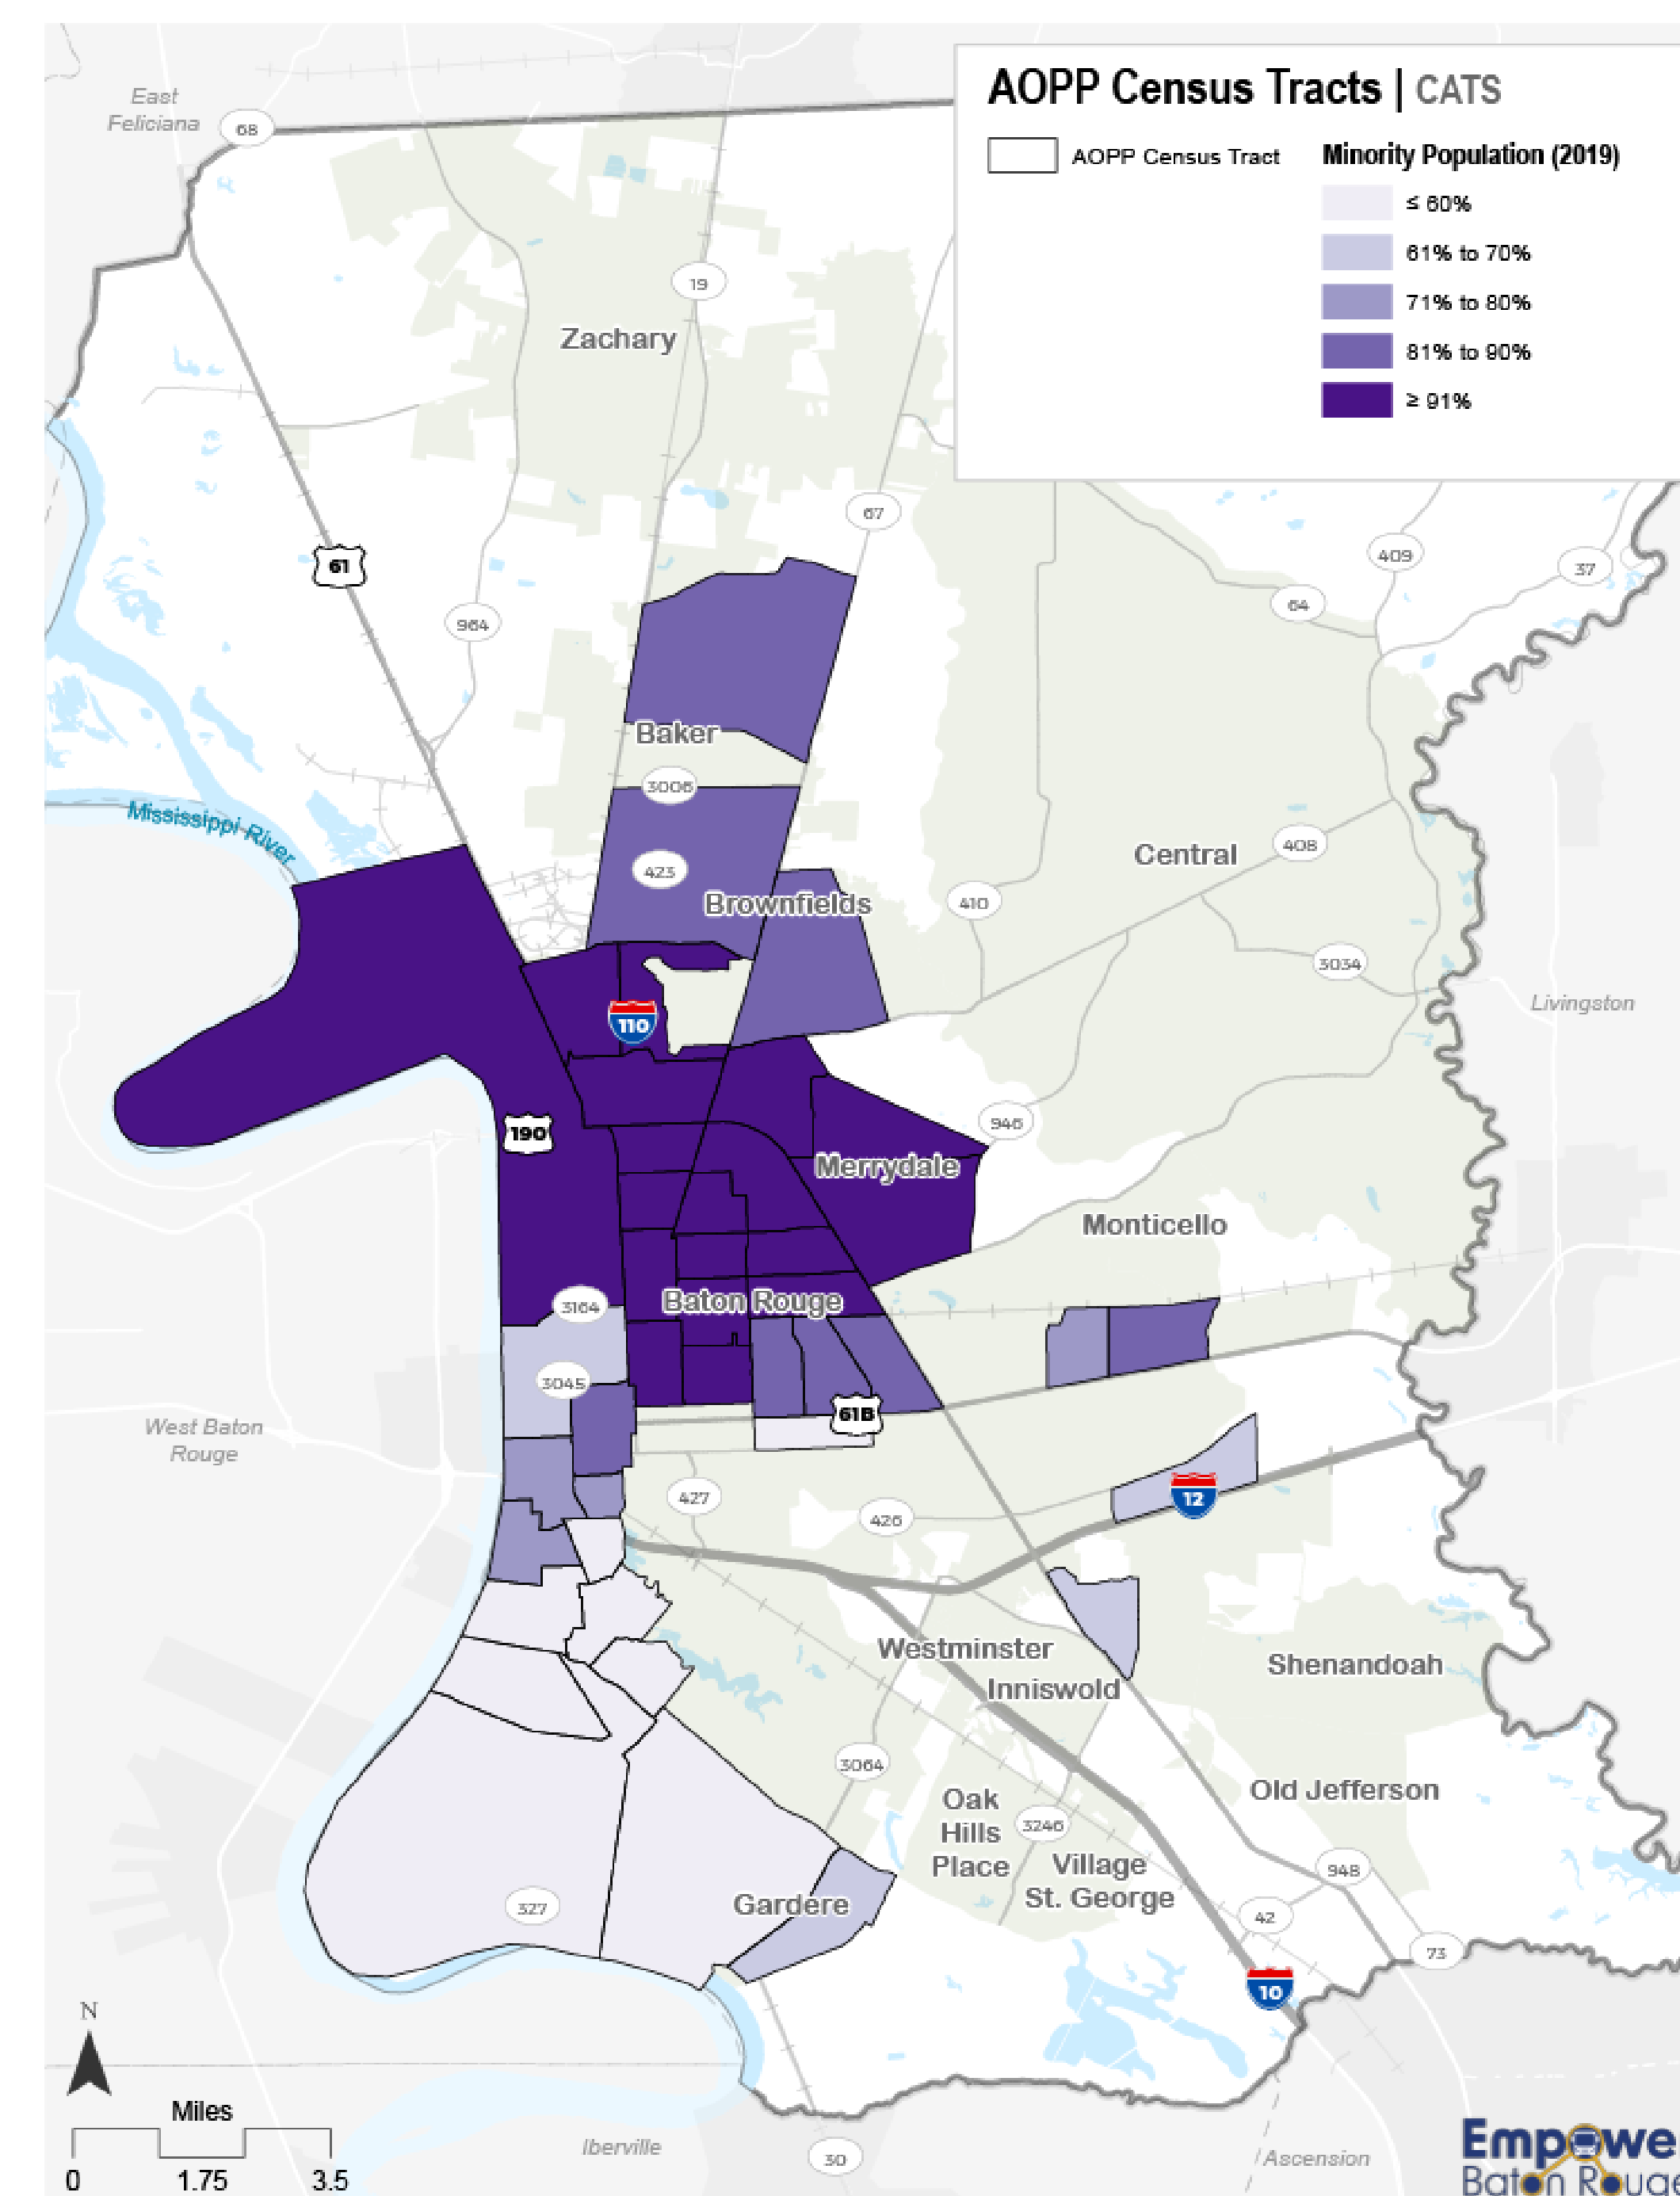 AOPP Census Tracts | CATS
AOPP Census Tract
Minority Population (2019)
≤ 60%
61% to 70%
71% to 80%
81% to 90%
≥ 91%
East
Feliciana
68
19
Zachary
67
61
409
37
964
64
Baker
3006
Mississippi River
Central
408
423
Brownfields
410
3034
Livingston
110
190
946
Merrydale
Monticello
3164
Baton Rouge
3045
61B
West Baton
Rouge
427
12
426
Westminster
Inniswold
Shenandoah
3064
Old Jefferson
Oak
Hills
Place
3246
Village
St. George
948
Gardere
327
42
73
10
N
Miles
0 1.75 3.5
Iberville
30
Ascension
Empowe
Baton Rouge